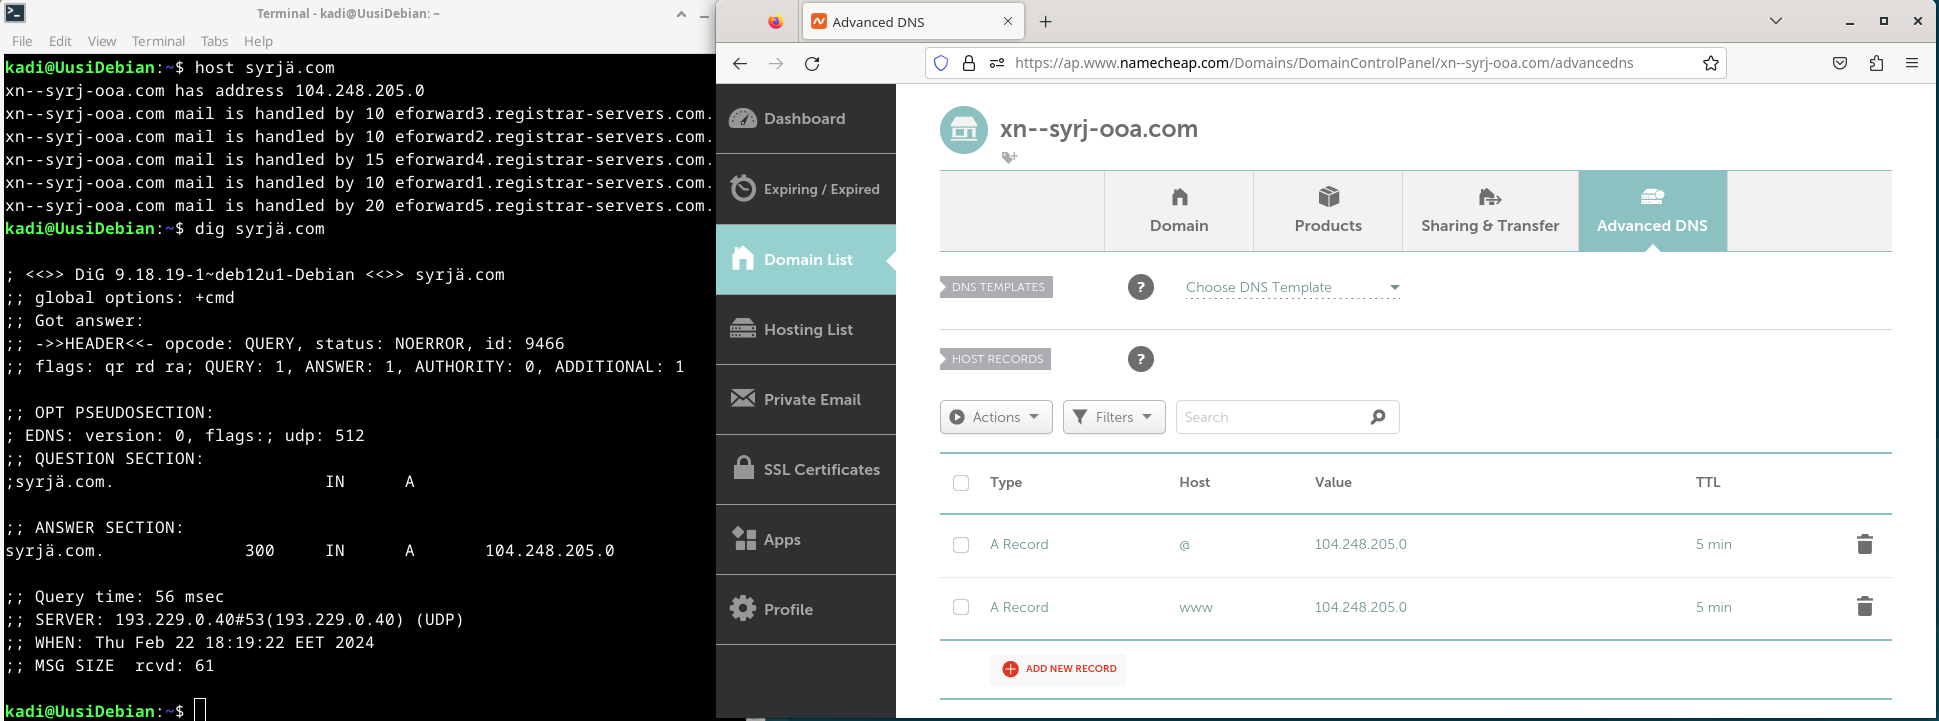 Terminal - kadi@UusiDebian: ~
File Edit View Terminal Tabs Help
kadi@UusiDebian:~$ host syrjä.com
xn--syrj-ooa.com has address 104.248.205.0
xn--syrj-ooa.com mail is handled by 10 eforward3.registrar-servers.com.
xn--syrj-ooa.com mail is handled by 10 eforward2.registrar-servers.com.
xn--syrj-ooa.com mail is handled by 15 eforward4.registrar-servers.com.
xn--syrj-ooa.com mail is handled by 10 eforward1.registrar-servers.com.
xn--syrj-ooa.com mail is handled by 20 eforward5.registrar-servers.com.
kadi@UusiDebian:~$ dig syrjä.com
; <<>> DiG 9.18.19-1~deb12u1-Debian <<>> syrjä.com
;; global options: +cmd
;; Got answer:
;; ->>HEADER<<- opcode: QUERY, status: NOERROR, id: 9466
;; flags: qr rd ra; QUERY: 1, ANSWER: 1, AUTHORITY: 0, ADDITIONAL: 1
;; OPT PSEUDOSECTION:
; EDNS: version: 0, flags:; udp: 512
;; QUESTION SECTION:
;syrjä.com. IN A
;; ANSWER SECTION:
syrjä.com. 300 IN A 104.248.205.0
;; Query time: 56 msec
;; SERVER: 193.229.0.40#53(193.229.0.40) (UDP)
;; WHEN: Thu Feb 22 18:19:22 EET 2024
;; MSG SIZE rcvd: 61
kadi@UusiDebian:~$
Advanced DNS
https://ap.www.namecheap.com/Domains/DomainControlPanel/xn--syrj-ooa.com/advancedns
Dashboard
Expiring / Expired
Domain List
Hosting List
Private Email
SSL Certificates
Apps
Profile
xn--syrj-ooa.com
Domain Products Sharing & Transfer Advanced DNS
DNS TEMPLATES ? Choose DNS Template
HOST RECORDS ?
Actions Filters Search
Type Host Value TTL
A Record @ 104.248.205.0 5 min
A Record www 104.248.205.0 5 min
ADD NEW RECORD